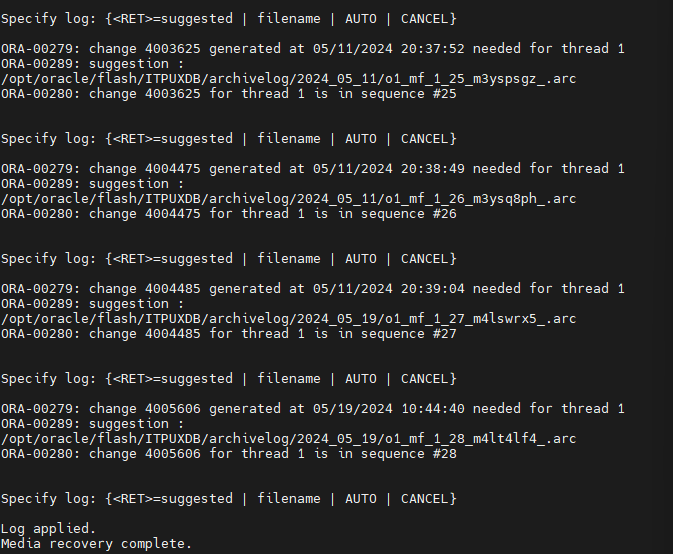 Specify log: {<RET>=suggested | filename | AUTO | CANCEL}
ORA-00279: change 4003625 generated at 05/11/2024 20:37:52 needed for thread 1
ORA-00289: suggestion :
/opt/oracle/flash/ITPUXDB/archivelog/2024_05_11/o1_mf_1_25_m3yspsgz_.arc
ORA-00280: change 4003625 for thread 1 is in sequence #25
Specify log: {<RET>=suggested | filename | AUTO | CANCEL}
ORA-00279: change 4004475 generated at 05/11/2024 20:38:49 needed for thread 1
ORA-00289: suggestion :
/opt/oracle/flash/ITPUXDB/archivelog/2024_05_11/o1_mf_1_26_m3ysq8ph_.arc
ORA-00280: change 4004475 for thread 1 is in sequence #26
Specify log: {<RET>=suggested | filename | AUTO | CANCEL}
ORA-00279: change 4004485 generated at 05/11/2024 20:39:04 needed for thread 1
ORA-00289: suggestion :
/opt/oracle/flash/ITPUXDB/archivelog/2024_05_19/o1_mf_1_27_m4lswrx5_.arc
ORA-00280: change 4004485 for thread 1 is in sequence #27
Specify log: {<RET>=suggested | filename | AUTO | CANCEL}
ORA-00279: change 4005606 generated at 05/19/2024 10:44:40 needed for thread 1
ORA-00289: suggestion :
/opt/oracle/flash/ITPUXDB/archivelog/2024_05_19/o1_mf_1_28_m4lt4lf4_.arc
ORA-00280: change 4005606 for thread 1 is in sequence #28
Specify log: {<RET>=suggested | filename | AUTO | CANCEL}
Log applied.
Media recovery complete.